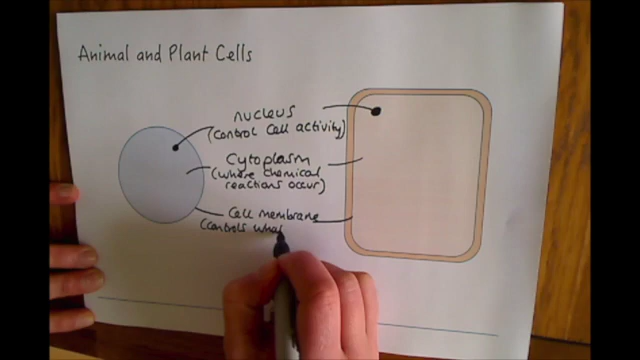 Animal and Plant Cells
nucleus
(control cell activity)
Cytoplasm
(where chemical
reactions occur)
Cell membrane
(controls what